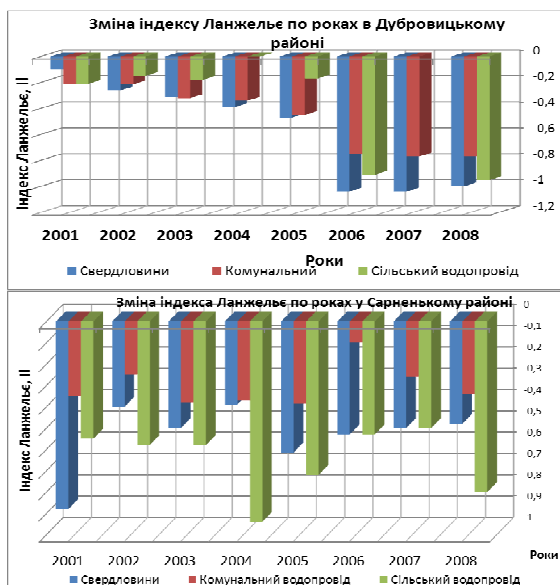 Зміна індексу Ланжельє по роках в Дубровицькому
районі
Індекс Ланжельє, II
0
-0,2
-0,4
0,6
-0,8
-1
-1,2
2001 2002 2003 2004 2005 2006 2007 2008
Роки
Свердловини Комунальний Сільський водопровід
Зміна індекса Ланжельє по роках у Сарненькому районі
Індекс Ланжельє, II
0
-0,1
0,2
0,3
0,4
0,5
0,6
0,7
0,8
0,9
1
2001 2002 2003 2004 2005 2006 2007 2008
Роки
Свердловини Комунальний водопровід Сільський водопровід